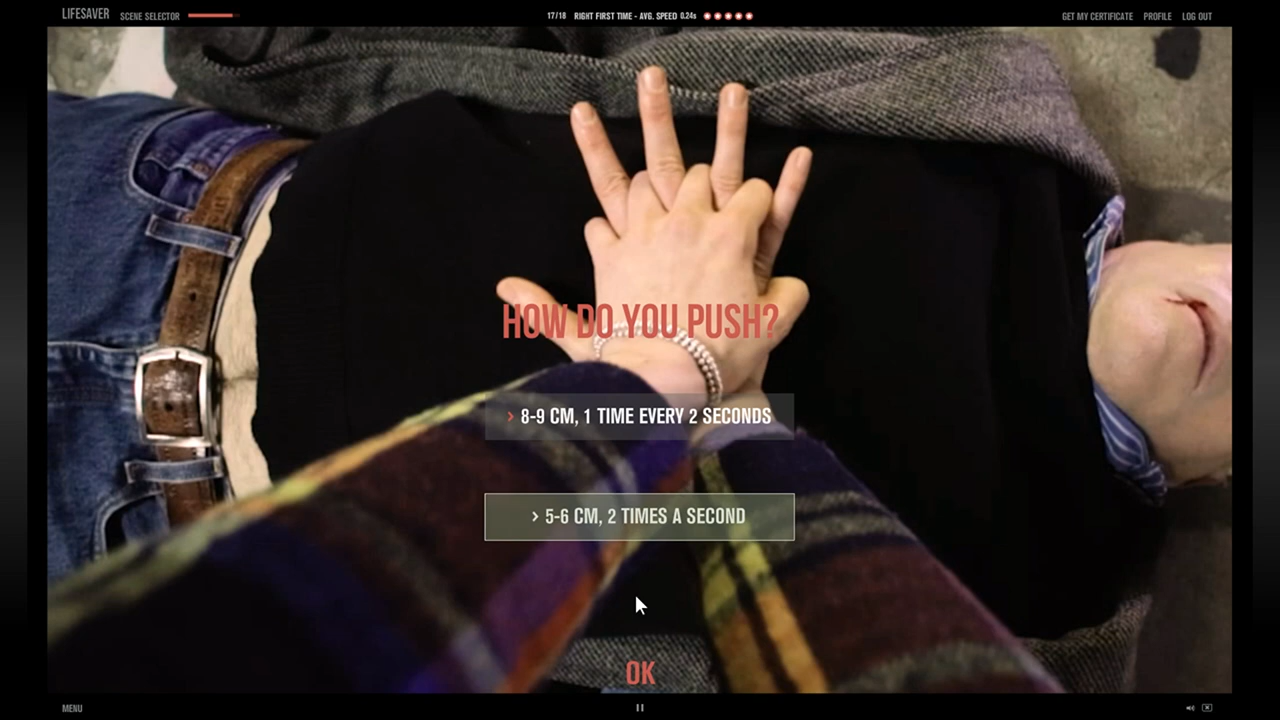 LIFESAVER SCENE SELECTOR 17/18 RIGHT FIRST TIME - AVG. SPEED 0.24s GET MY CERTIFICATE PROFILE LOG OUT
HOW DO YOU PUSH?
> 8-9 CM, 1 TIME EVERY 2 SECONDS
> 5-6 CM, 2 TIMES A SECOND
OK
MENU